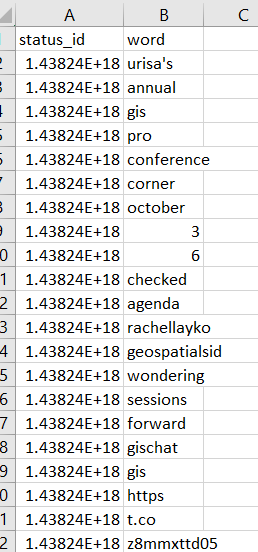 A B C
status_id word
2 1.43824E+18 urisa's
3 1.43824E+18 annual
4 1.43824E+18 gis
5 1.43824E+18 pro
6 1.43824E+18 conference
7 1.43824E+18 corner
8 1.43824E+18 october
9 1.43824E+18 3
0 1.43824E+18 6
1 1.43824E+18 checked
2 1.43824E+18 agenda
3 1.43824E+18 rachellayko
4 1.43824E+18 geospatialsid
5 1.43824E+18 wondering
6 1.43824E+18 sessions
7 1.43824E+18 forward
8 1.43824E+18 gischat
9 1.43824E+18 gis
0 1.43824E+18 https
1 1.43824E+18 t.co
2 1.43824E+18 z8mmxttd05